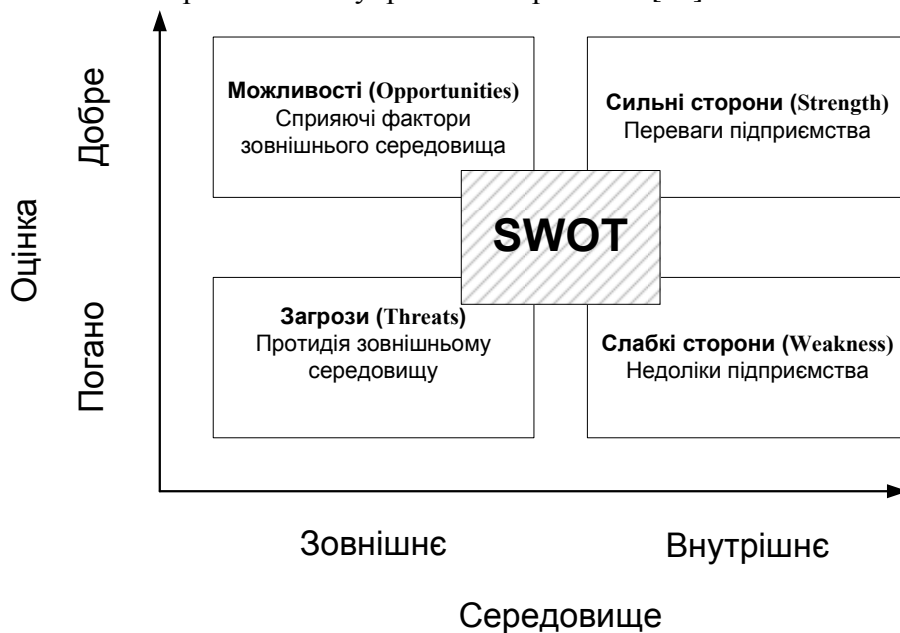 Оцінка
Добре
Погано
Можливості (Opportunities)
Сприяючі фактори
зовнішнього середовища
Сильні сторони (Strength)
Переваги підприємства
SWOT
Загрози (Threats)
Протидія зовнішньому
середовищу
Слабкі сторони (Weakness)
Недоліки підприємства
Зовнішнє
Внутрішнє
Середовище